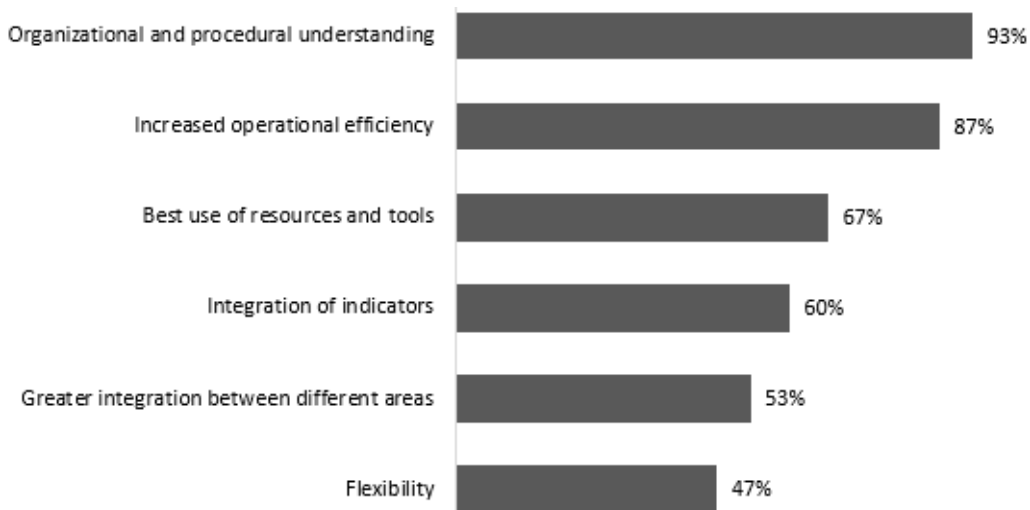 Organizational and procedural understanding 93%
Increased operational efficiency 87%
Best use of resources and tools 67%
Integration of indicators 60%
Greater integration between different areas 53%
Flexibility 47%